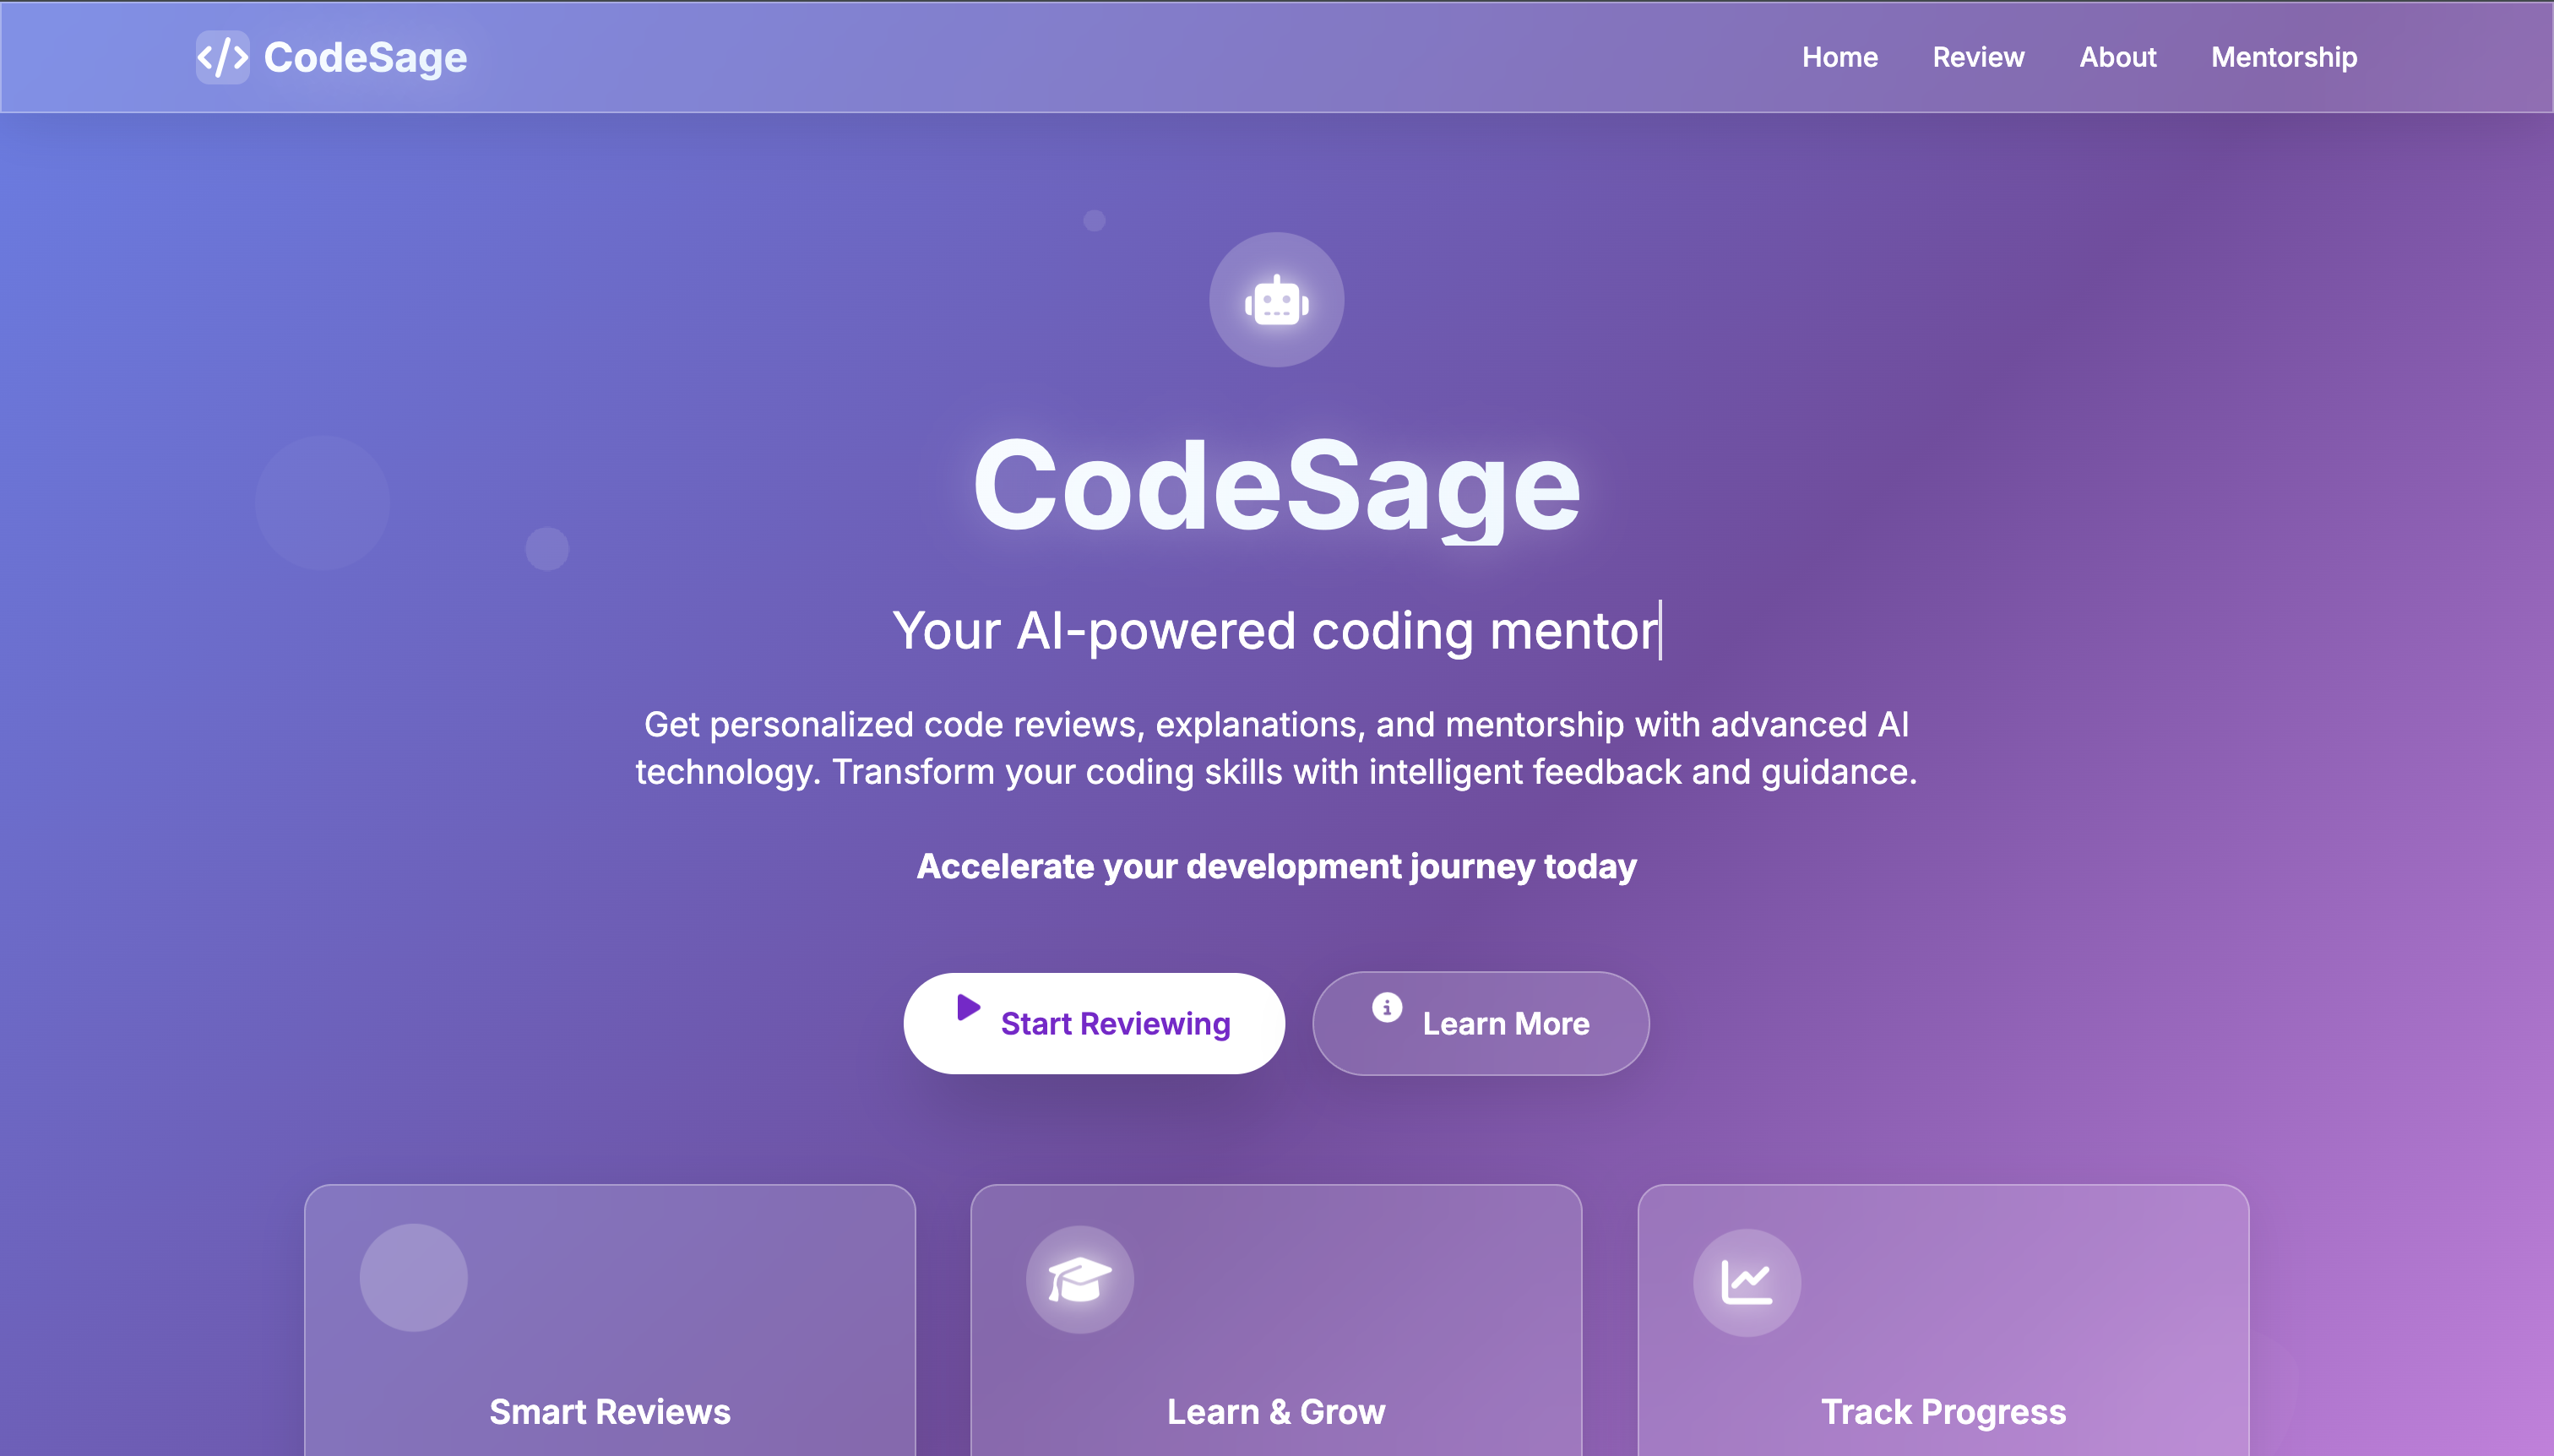 CodeSage
Home Review About Mentorship
CodeSage
Your AI-powered coding mentor
Get personalized code reviews, explanations, and mentorship with advanced AI
technology. Transform your coding skills with intelligent feedback and guidance.
Accelerate your development journey today
Start Reviewing
Learn More
Smart Reviews
Learn & Grow
Track Progress